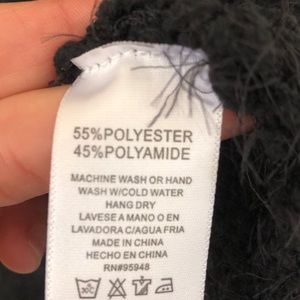 55%POLYESTER
45%POLYAMIDE
MACHINE WASH OR HAND
WASH W/COLD WATER
HANG DRY
LAVESE A MANO O EN
LAVADORA C/AGUA FRIA
MADE IN CHINA
HECHO EN CHINA
RN#95948